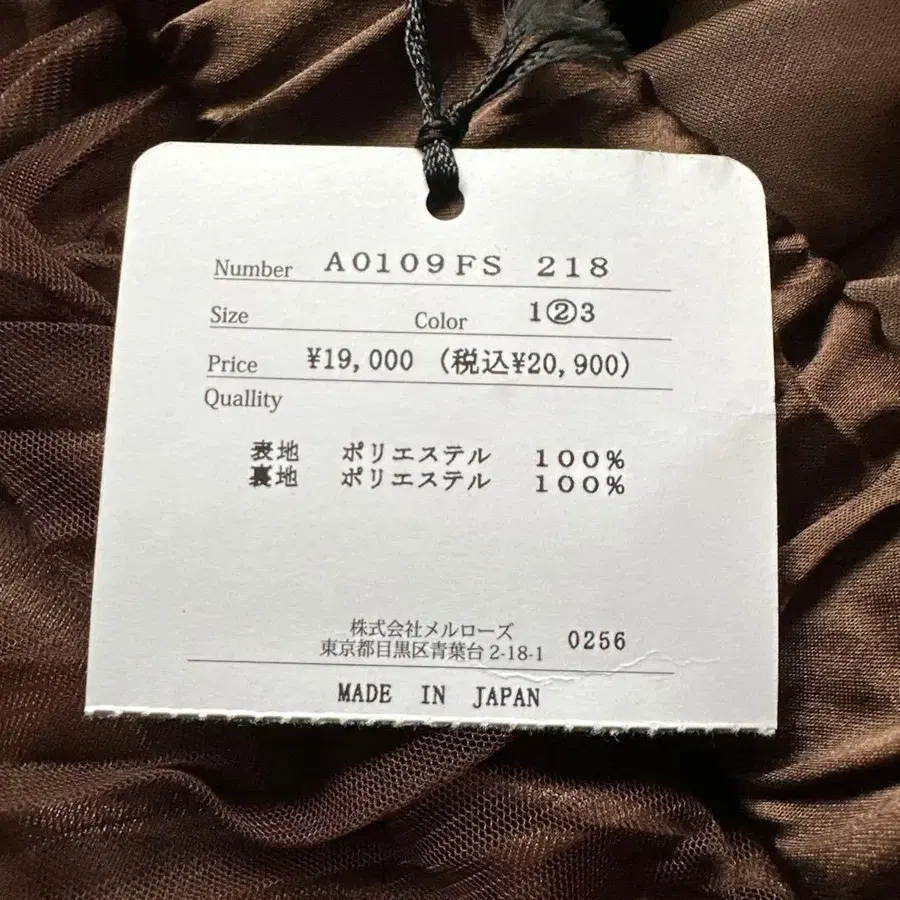 Number A0109FS 218
Size Color 1②3
Price ¥19,000 (税込¥20,900)
Quallity
表地 ポリエステル 100%
裏地 ポリエステル 100%
株式会社メルローズ
東京都目黒区青葉台2-18-1 0256
MADE IN JAPAN